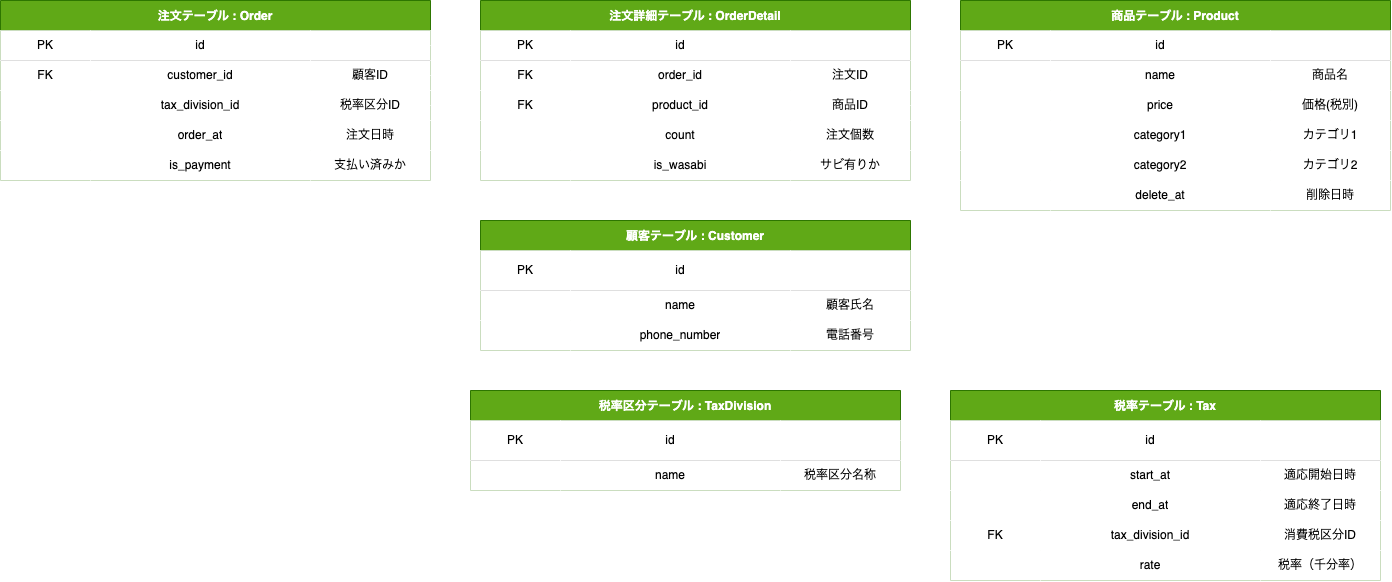 注文テーブル : Order
PK id
FK customer_id 顧客ID
tax_division_id 税率区分ID
order_at 注文日時
is_payment 支払い済みか
注文詳細テーブル : OrderDetail
PK id
FK order_id 注文ID
FK product_id 商品ID
count 注文個数
is_wasabi サビ有りか
商品テーブル : Product
PK id
name 商品名
price 価格(税別)
category1 カテゴリ1
category2 カテゴリ2
delete_at 削除日時
顧客テーブル : Customer
PK id
name 顧客氏名
phone_number 電話番号
税率区分テーブル : TaxDivision
PK id
name 税率区分名称
税率テーブル : Tax
PK id
start_at 適応開始日時
end_at 適応終了日時
FK tax_division_id 消費税区分ID
rate 税率（千分率）